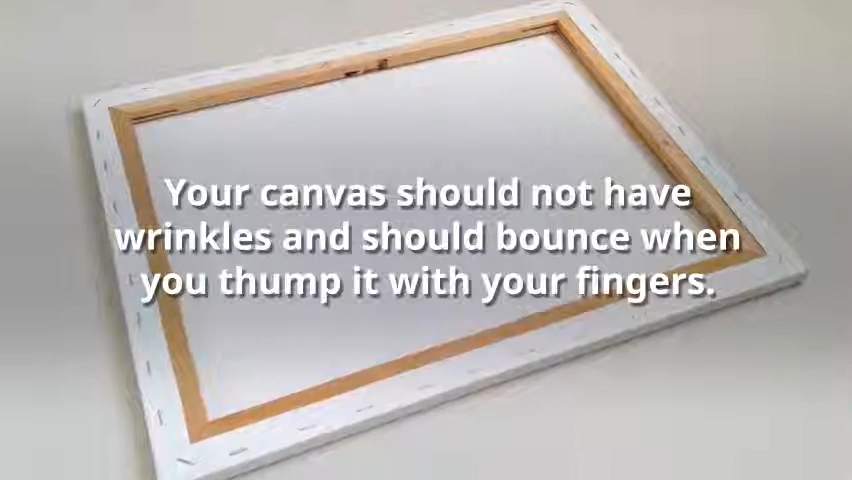 Your canvas should not have
wrinkles and should bounce when
you thump it with your fingers.